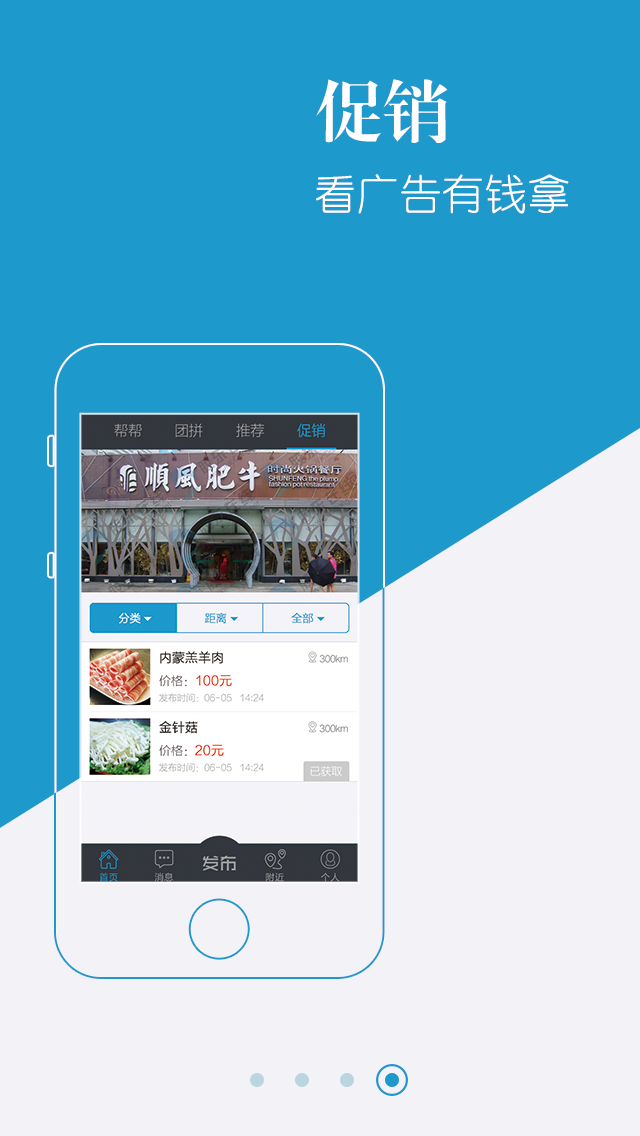 促销
看广告有钱拿
帮帮 团拼 推荐 促销
順風肥牛 时尚火锅餐厅
SHUNFENG the plump
fashion pot restaurant
分类 距离 全部
内蒙羔羊肉 300km
价格：100元
发布时间：06-05 14:24
金针菇 300km
价格：20元
发布时间：06-05 14:24
已获取
首页 消息 发布 附近 个人